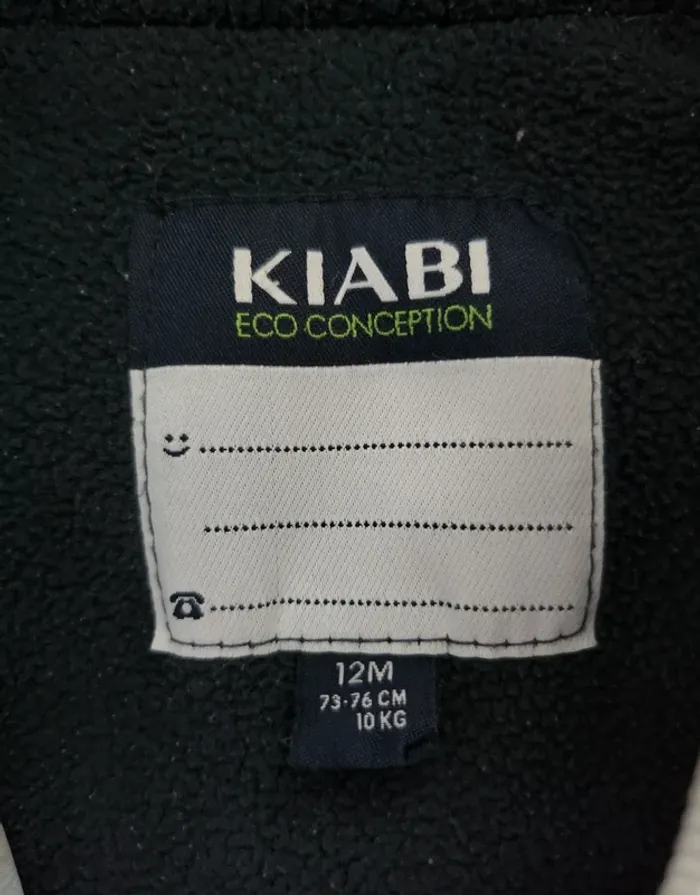 KIABI
ECO CONCEPTION
12M
73-76 CM
10 KG